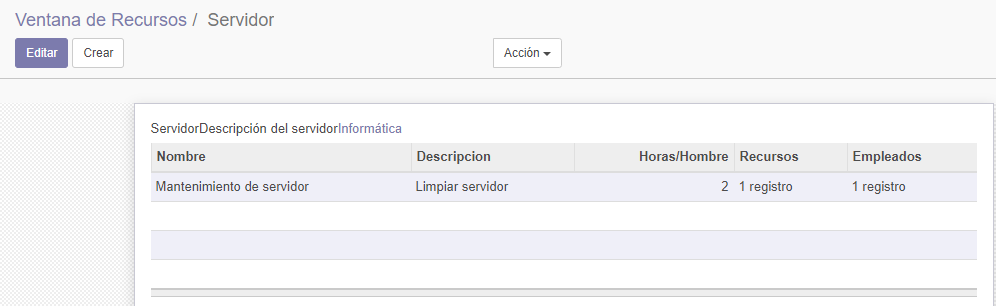 Ventana de Recursos / Servidor
Editar Crear Acción
ServidorDescripción del servidorInformática
Nombre Descripcion Horas/Hombre Recursos Empleados
Mantenimiento de servidor Limpiar servidor 2 1 registro 1 registro